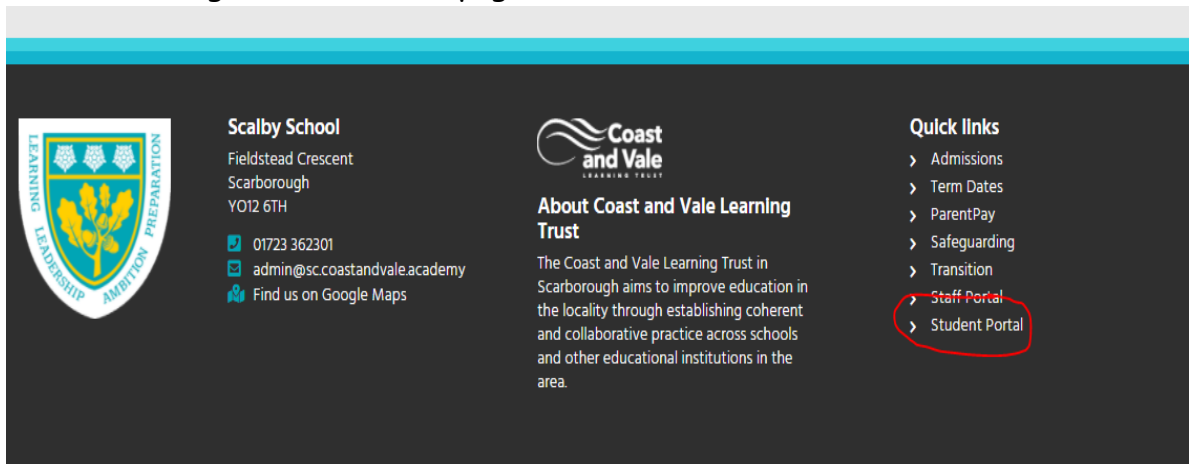 LEARNING LEADERSHIP AMBITION PREPARATION
Scalby School
Fieldstead Crescent
Scarborough
YO12 6TH
01723 362301
admin@sc.coastandvale.academy
Find us on Google Maps
Coast
and Vale
LEARNING TRUST
About Coast and Vale Learning
Trust
The Coast and Vale Learning Trust in
Scarborough aims to improve education in
the locality through establishing coherent
and collaborative practice across schools
and other educational institutions in the
area.
Quick links
Admissions
Term Dates
ParentPay
Safeguarding
Transition
Staff Portal
Student Portal